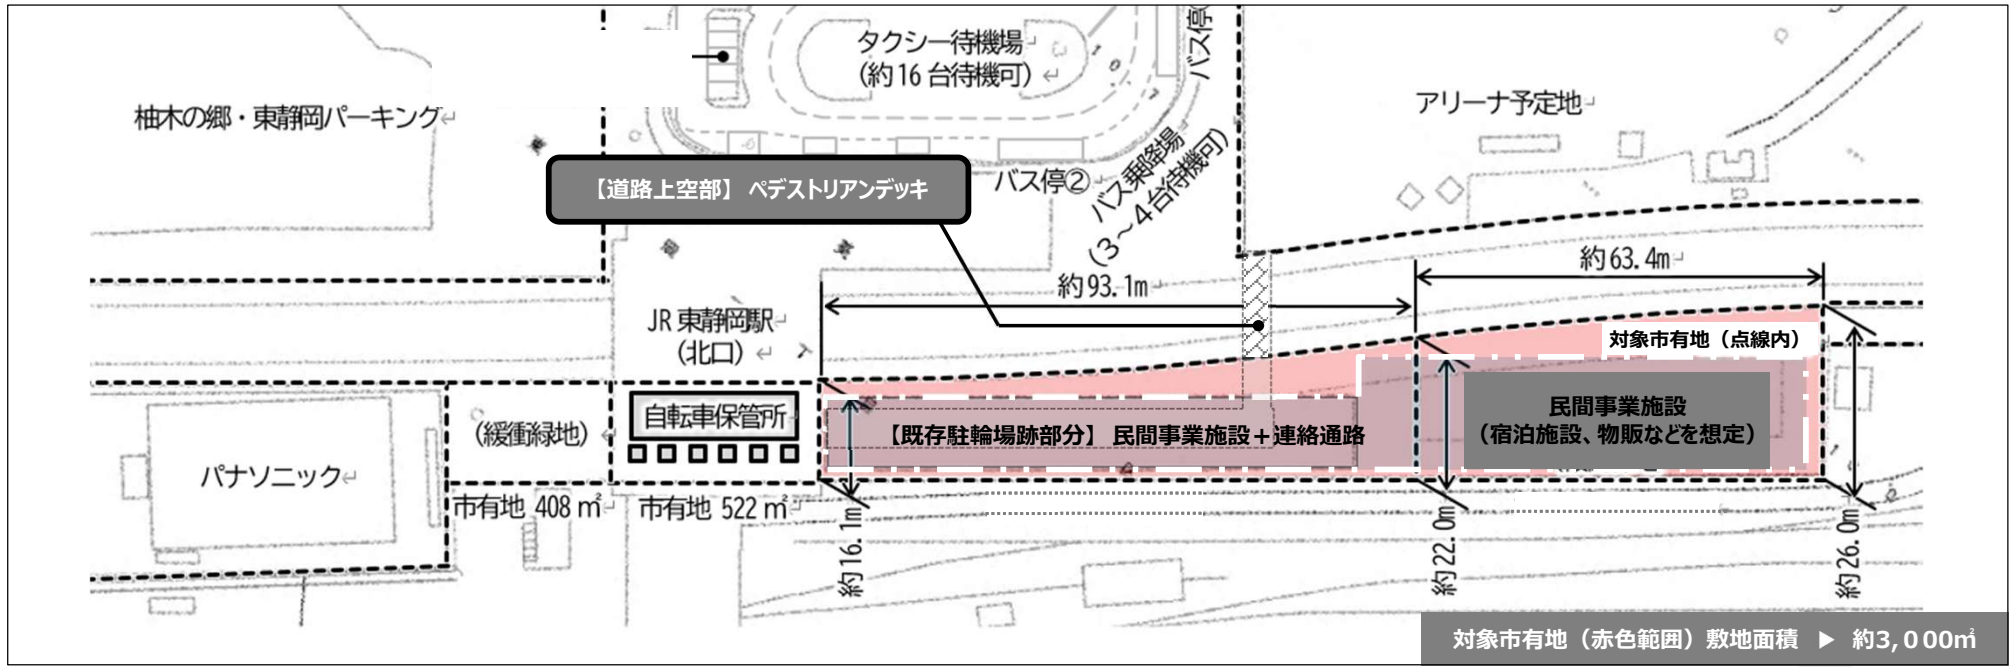 タクシー待機場
（約16台待機可）
バス停
柚木の郷・東静岡パーキング
アリーナ予定地
バス停②
バス乗降場
（3～4台待機可）
【道路上空部】 ペデストリアンデッキ
約63.4m
約93.1m
JR東静岡駅
（北口）
対象市有地（点線内）
自転車保管所
（緩衝緑地）
【既存駐輪場跡部分】 民間事業施設＋連絡通路
民間事業施設
（宿泊施設、物販などを想定）
パナソニック
市有地 408㎡
市有地 522㎡
約16.1m
約22.0m
約26.0m
対象市有地（赤色範囲）敷地面積 ▶ 約3,000㎡